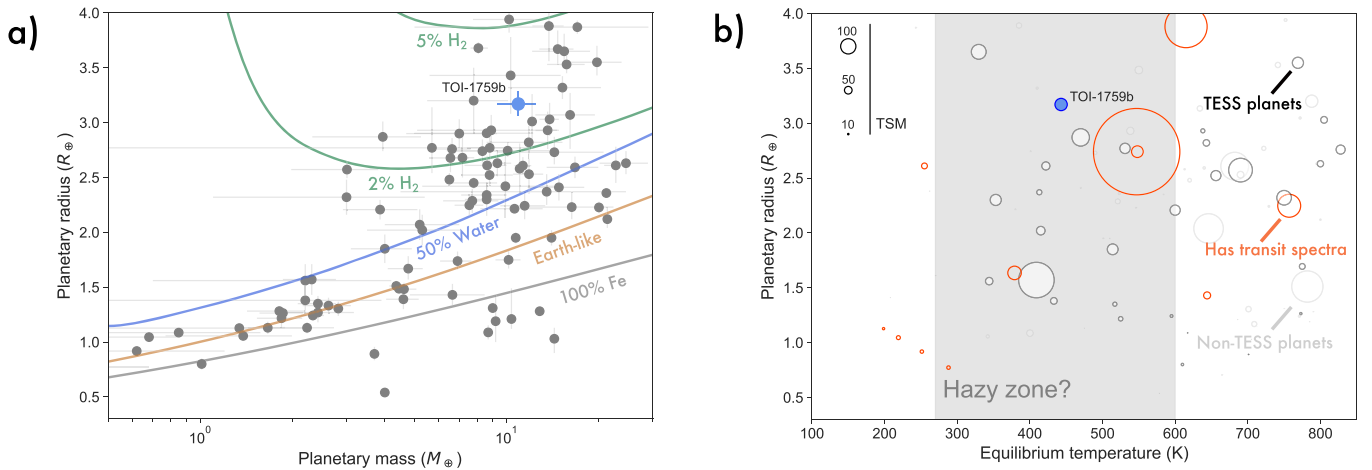 a)
Planetary radius (R⊕)
4.0
3.5
3.0
2.5
2.0
1.5
1.0
0.5
5% H₂
TOI-1759b
2% H₂
50% Water
Earth-like
100% Fe
10⁰
10¹
Planetary mass (M⊕)
b)
Planetary radius (R⊕)
4.0
3.5
3.0
2.5
2.0
1.5
1.0
0.5
100
50
10
TSM
TOI-1759b
TESS planets
Has transit spectra
Non-TESS planets
Hazy zone?
100
200
300
400
500
600
700
800
Equilibrium temperature (K)